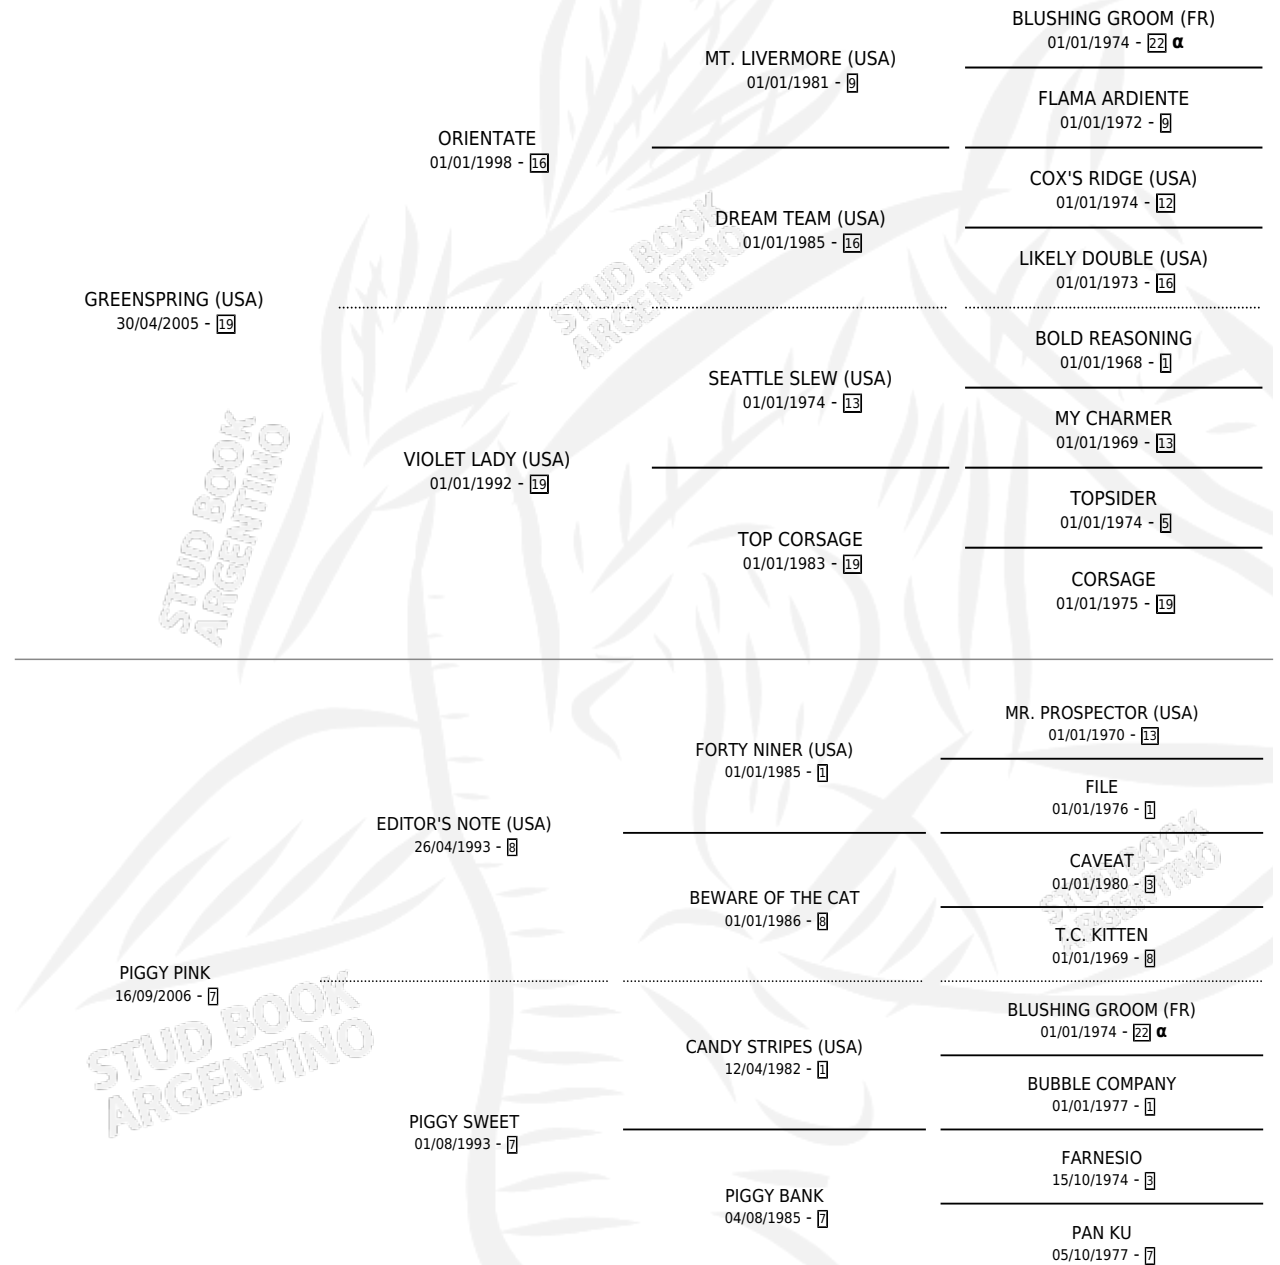 BLUSHING GROOM (FR)
01/01/1974 - 22 α
MT. LIVERMORE (USA)
01/01/1981 - 9
FLAMA ARDIENTE
01/01/1972 - 9
ORIENTATE
01/01/1998 - 16
COX'S RIDGE (USA)
01/01/1974 - 12
DREAM TEAM (USA)
01/01/1985 - 16
LIKELY DOUBLE (USA)
01/01/1973 - 16
GREENSPRING (USA)
30/04/2005 - 19
BOLD REASONING
01/01/1968 - 1
SEATTLE SLEW (USA)
01/01/1974 - 13
MY CHARMER
01/01/1969 - 13
VIOLET LADY (USA)
01/01/1992 - 19
TOPSIDER
01/01/1974 - 5
TOP CORSAGE
01/01/1983 - 19
CORSAGE
01/01/1975 - 19
MR. PROSPECTOR (USA)
01/01/1970 - 13
FORTY NINER (USA)
01/01/1985 - 1
FILE
01/01/1976 - 1
EDITOR'S NOTE (USA)
26/04/1993 - 8
CAVEAT
01/01/1980 - 3
BEWARE OF THE CAT
01/01/1986 - 8
T.C. KITTEN
01/01/1969 - 8
PIGGY PINK
16/09/2006 - 7
BLUSHING GROOM (FR)
01/01/1974 - 22 α
CANDY STRIPES (USA)
12/04/1982 - 1
BUBBLE COMPANY
01/01/1977 - 1
PIGGY SWEET
01/08/1993 - 7
FARNESIO
15/10/1974 - 3
PIGGY BANK
04/08/1985 - 7
PAN KU
05/10/1977 - 7
STUD BOOK
ARGENTINO
STUD BOOK
ARGENTINO
STUD BOOK
ARGENTINO
STUD BOOK
ARGENTINO